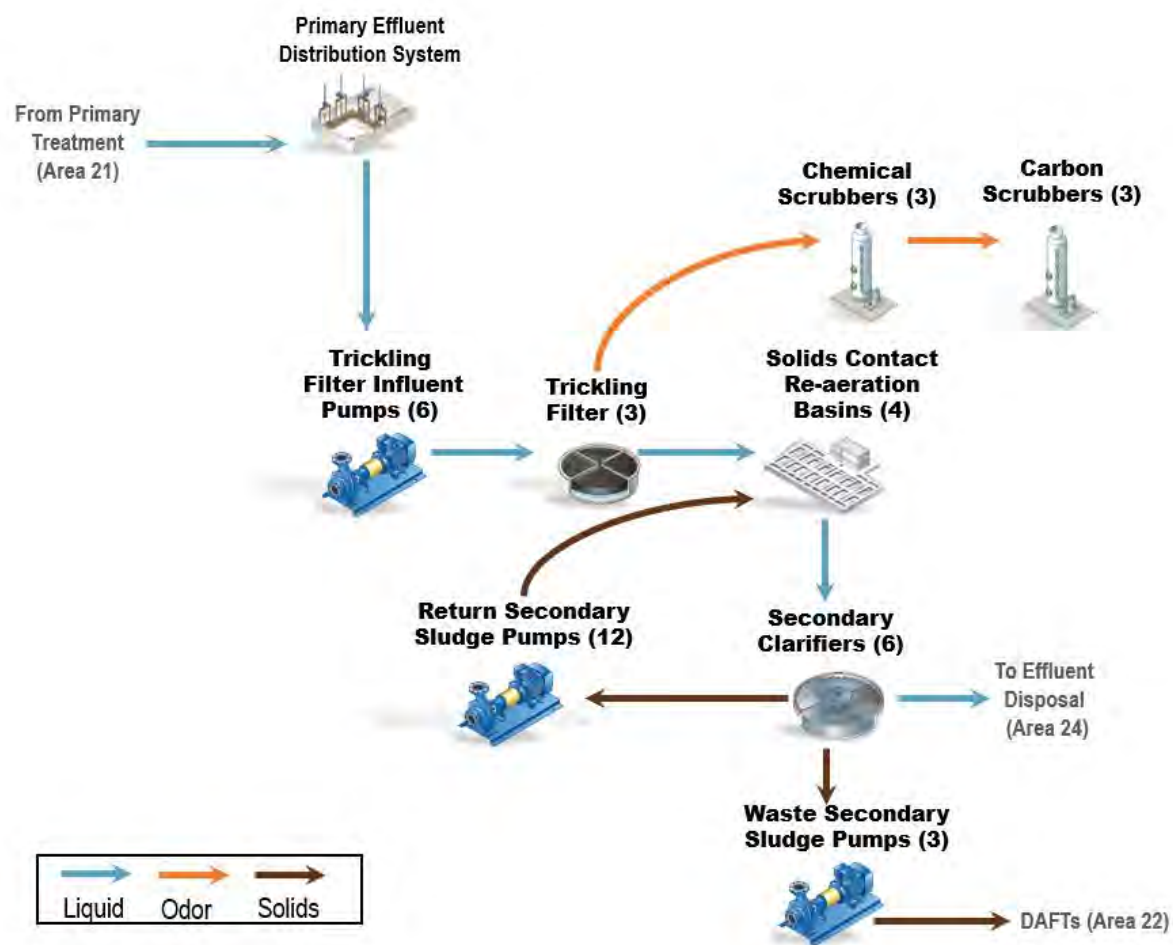 Primary Effluent
Distribution System
From Primary
Treatment
(Area 21)
Chemical
Scrubbers (3)
Carbon
Scrubbers (3)
Trickling
Filter Influent
Pumps (6)
Trickling
Filter (3)
Solids Contact
Re-aeration
Basins (4)
Return Secondary
Sludge Pumps (12)
Secondary
Clarifiers (6)
To Effluent
Disposal
(Area 24)
Waste Secondary
Sludge Pumps (3)
DAFTs (Area 22)
Liquid
Odor
Solids